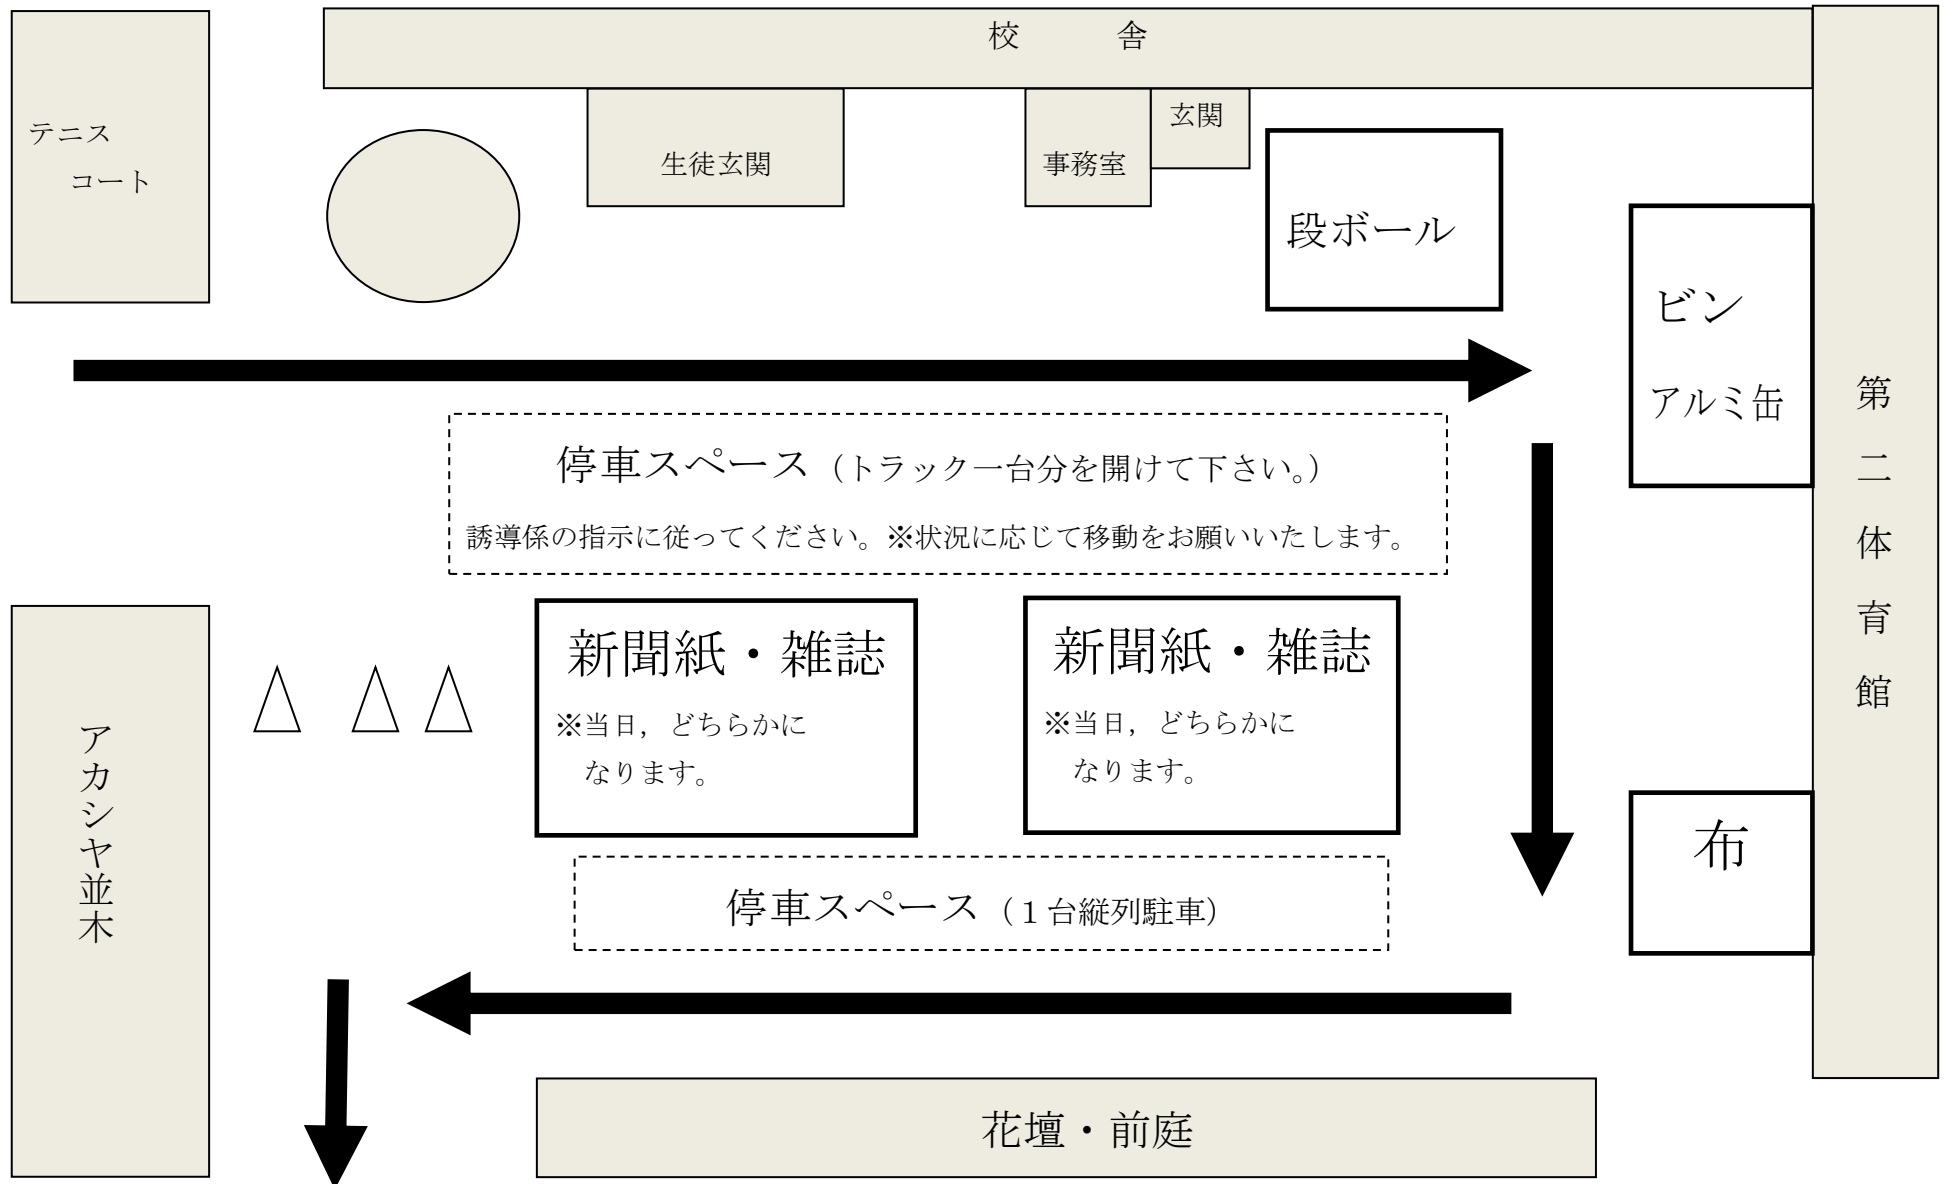 校　　　舎
テニス
コート
生徒玄関
事務室
玄関
段ボール
ビン
アルミ缶
第二体育館
停車スペース（トラック一台分を開けて下さい。）
誘導係の指示に従ってください。※状況に応じて移動をお願いいたします。
新聞紙・雑誌
※当日，どちらかに
なります。
新聞紙・雑誌
※当日，どちらかに
なります。
アカシヤ並木
布
停車スペース（１台縦列駐車）
花壇・前庭